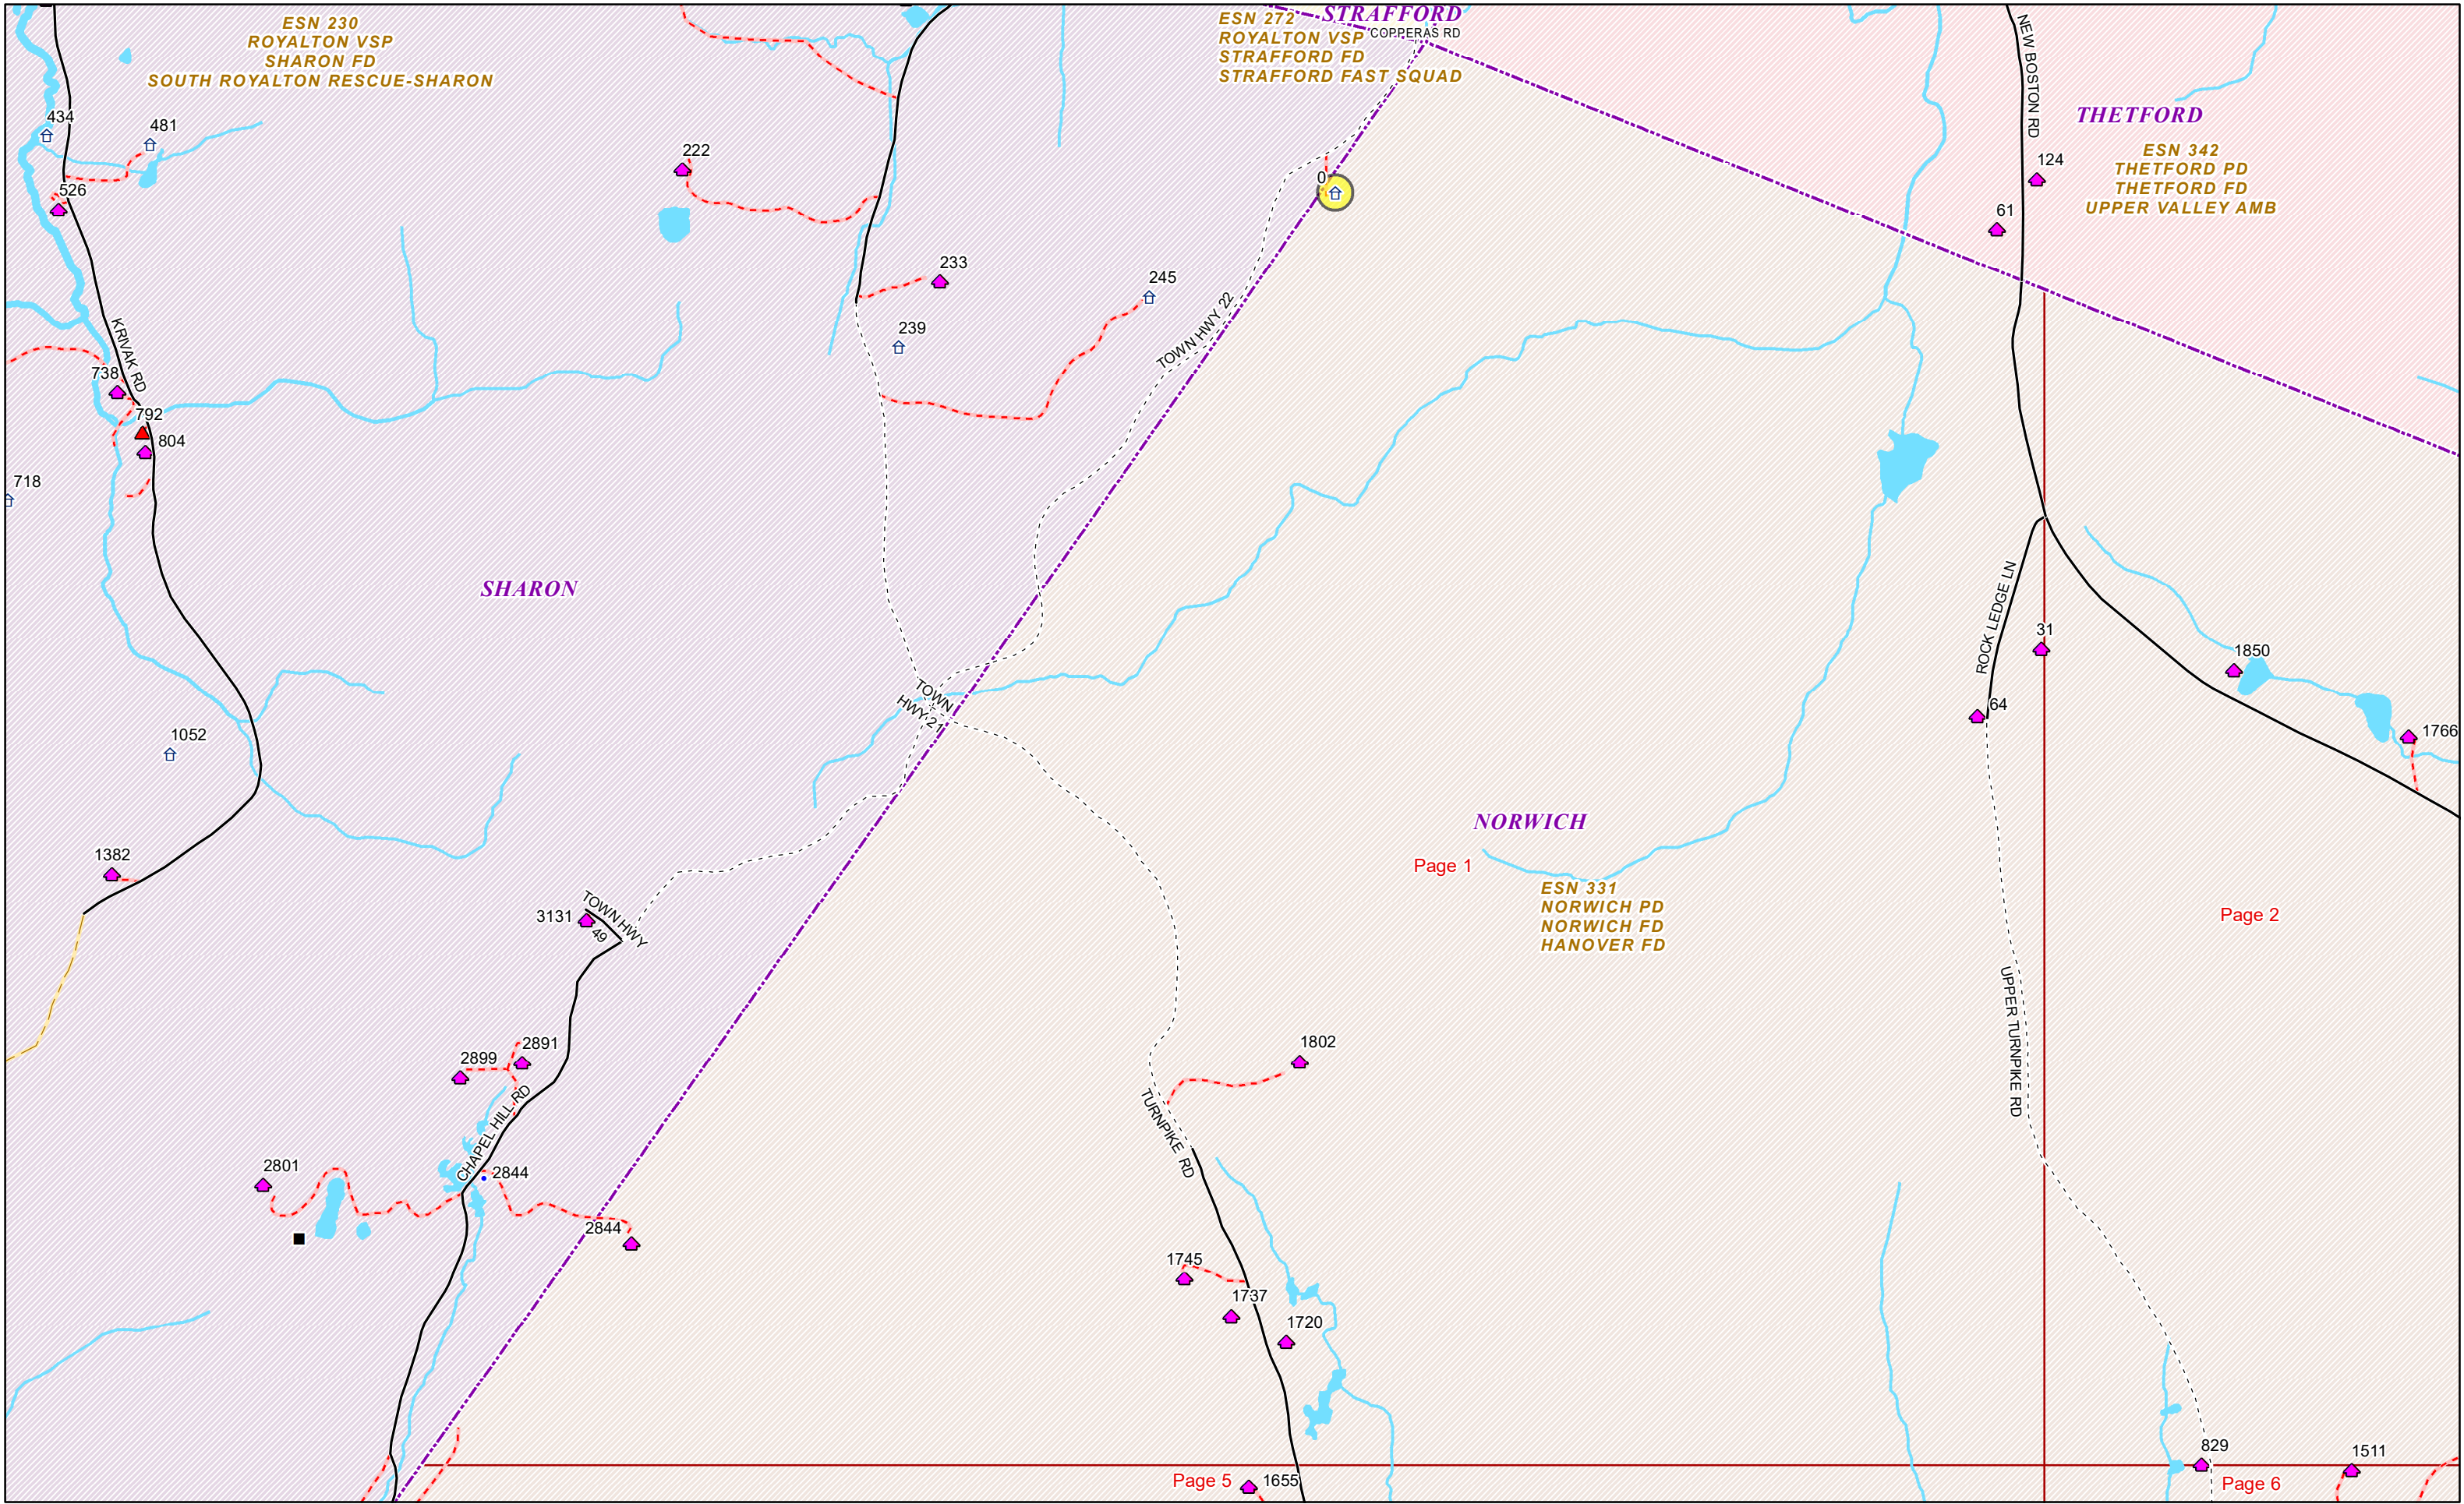 ESN 230
ROYALTON VSP
SHARON FD
SOUTH ROYALTON RESCUE-SHARON
ESN 272
ROYALTON VSP
STRAFFORD FD
STRAFFORD FAST SQUAD
STRAFFORD
COPPERAS RD
NEW BOSTON RD
THETFORD
ESN 342
THETFORD PD
THETFORD FD
UPPER VALLEY AMB
434
481
526
222
0
124
61
233
245
239
TOWN HWY 22
KRIVAK RD
738
792
804
718
SHARON
ROCK LEDGE LN
31
1850
64
1766
TOWN
HWY 21
1052
NORWICH
Page 1
ESN 331
NORWICH PD
NORWICH FD
HANOVER FD
Page 2
1382
3131
TOWN HWY
49
UPPER TURNPIKE RD
2899
2891
1802
CHAPEL HILL RD
TURNPIKE RD
2801
2844
2844
1745
1737
1720
829
1511
Page 5
1655
Page 6